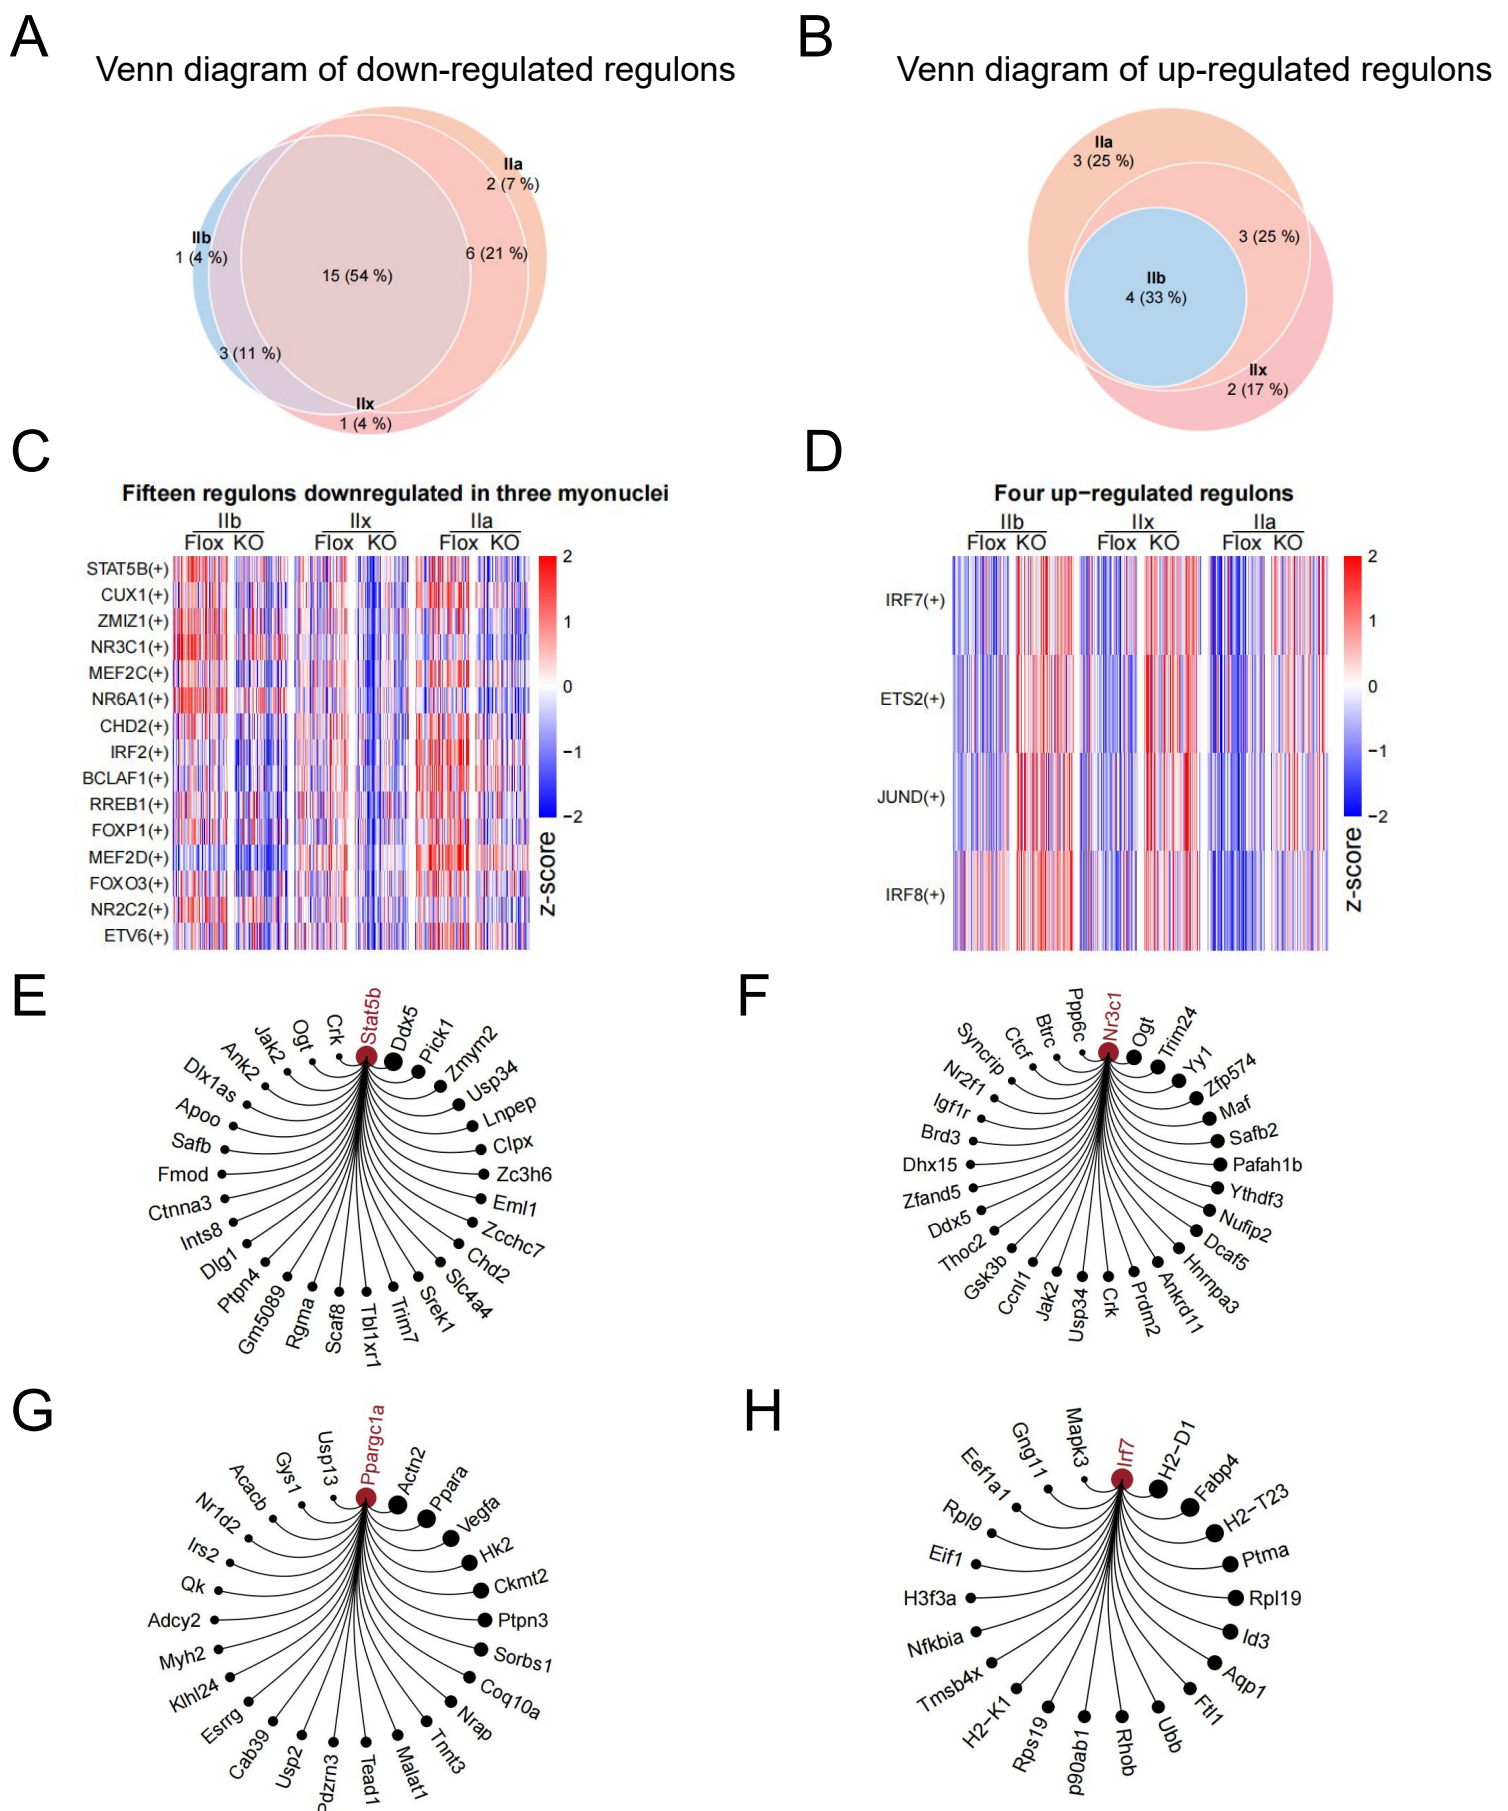 A
Venn diagram of down-regulated regulons
IIa
2 (7 %)
IIb
1 (4 %)
6 (21 %)
15 (54 %)
3 (11 %)
IIx
1 (4 %)
B
Venn diagram of up-regulated regulons
IIa
3 (25 %)
3 (25 %)
IIb
4 (33 %)
IIx
2 (17 %)
C
Fifteen regulons downregulated in three myonuclei
IIb IIx IIa
Flox KO Flox KO Flox KO
STAT5B(+)
CUX1(+)
ZMIZ1(+)
NR3C1(+)
MEF2C(+)
NR6A1(+)
CHD2(+)
IRF2(+)
BCLAF1(+)
RREB1(+)
FOXP1(+)
MEF2D(+)
FOXO3(+)
NR2C2(+)
ETV6(+)
2
1
0
−1
−2
z-score
D
Four up−regulated regulons
IIb IIx IIa
Flox KO Flox KO Flox KO
IRF7(+)
ETS2(+)
JUND(+)
IRF8(+)
2
1
0
−1
−2
z-score
E
Stat5b
Ddx5
Pick1
Zmym2
Usp34
Lnpep
Clpx
Zc3h6
Eml1
Zcchc7
Chd2
Slc4a4
Srek1
Trim7
Tbl1xr1
Scaf8
Rgma
Gm5089
Ptpn4
Dlg1
Ints8
Ctnna3
Fmod
Safb
Apoo
Dlx1as
Ank2
Jak2
Ogt
Crk
F
Nr3c1
Ogt
Trim24
Yy1
Zfp574
Maf
Safb2
Pafah1b
Ythdf3
Nufip2
Dcaf5
Hnrnpa3
Ankrd11
Prdm2
Crk
Usp34
Jak2
Ccnl1
Gsk3b
Thoc2
Ddx5
Zfand5
Dhx15
Brd3
Igf1r
Nr2f1
Syncrip
Ctcf
Btrc
Ppp6c
G
Ppargc1a
Actn2
Ppara
Vegfa
Hk2
Ckmt2
Ptpn3
Sorbs1
Coq10a
Nrap
Tnnt3
Malat1
Tead1
Pdzrn3
Usp2
Cab39
Esrrg
Klhl24
Myh2
Adcy2
Qk
Irs2
Nr1d2
Acacb
Gys1
Usp13
H
Irf7
H2−D1
Fabp4
H2−T23
Ptma
Rpl19
Id3
Aqp1
Ftl1
Ubb
Rhob
p90ab1
Rps19
H2−K1
Tmsb4x
Nfkbia
H3f3a
Eif1
Rpl9
Eef1a1
Gng11
Mapk3